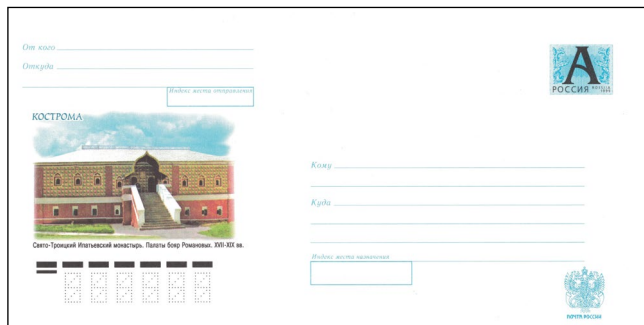 От кого
Откуда
Индекс места отправления
КОСТРОМА
Свято-Троицкий Ипатьевский монастырь. Палаты бояр Романовых. XVII-XIX вв.
А
РОССИЯ ROSSIJA
Кому
Куда
Индекс места назначения
ПОЧТА РОССИИ